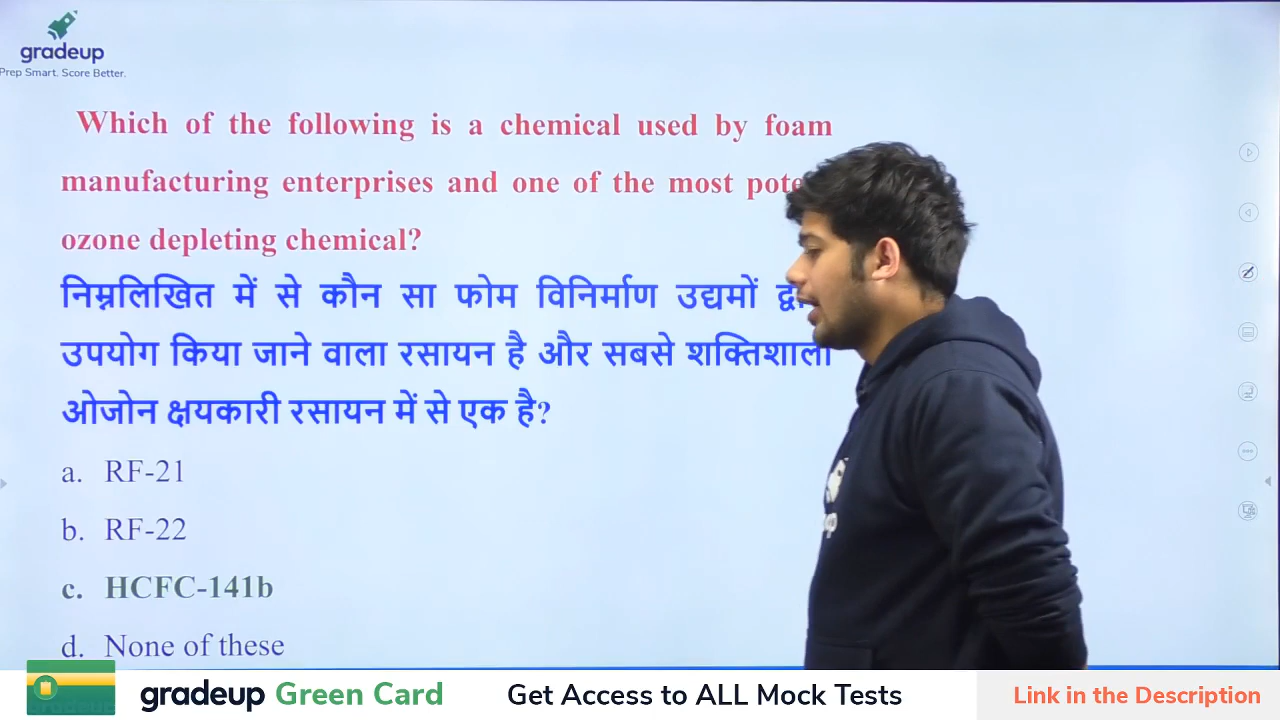 gradeup
Prep Smart. Score Better.
Which of the following is a chemical used by foam
manufacturing enterprises and one of the most
ozone depleting chemical?
निम्नलिखित में से कौन सा फोम विनिर्माण उद्यमों
उपयोग किया जाने वाला रसायन है और सबसे शक्तिशाली
ओजोन क्षयकारी रसायन में से एक है?
a. RF-21
b. RF-22
c. HCFC-141b
d. None of these
gradeup Green Card
Get Access to ALL Mock Tests
Link in the Description